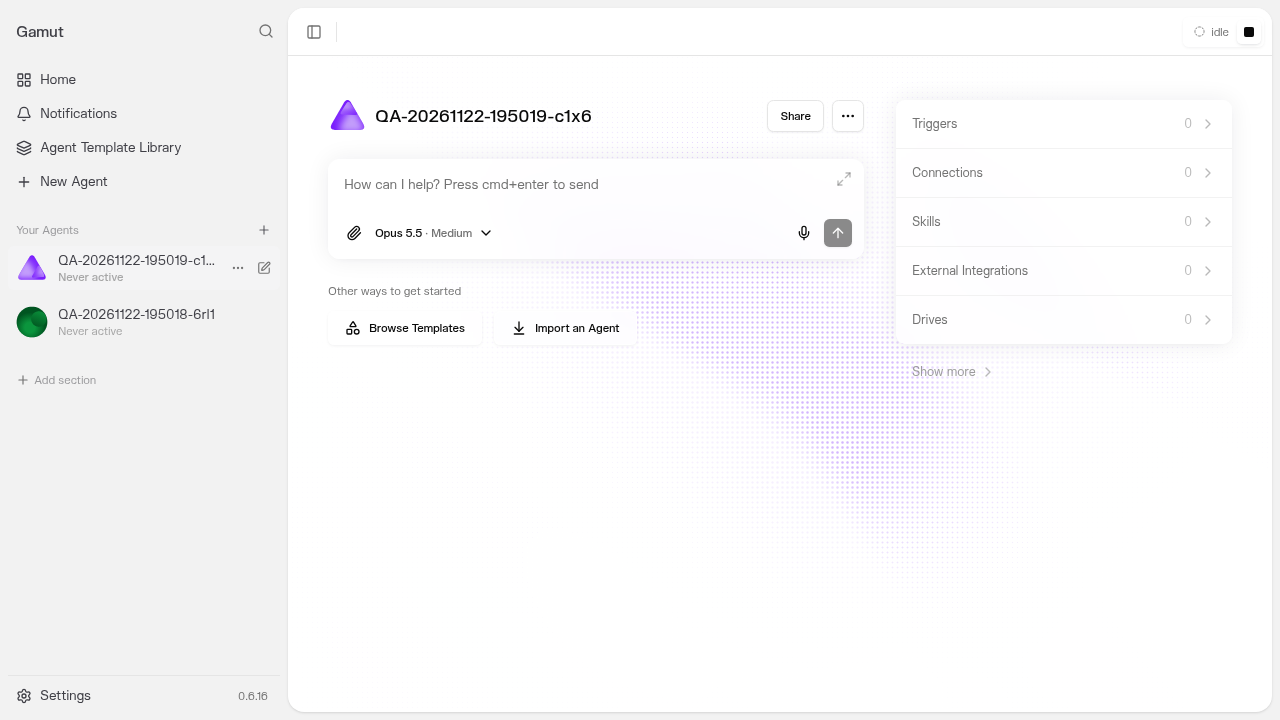 Gamut
Home
Notifications
Agent Template Library
New Agent
Your Agents
QA-20261122-195019-c1...
Never active
QA-20261122-195018-6rl1
Never active
Add section
Settings
0.6.16
idle
QA-20261122-195019-c1x6
Share
How can I help? Press cmd+enter to send
Opus 5.5 · Medium
Other ways to get started
Browse Templates
Import an Agent
Triggers 0
Connections 0
Skills 0
External Integrations 0
Drives 0
Show more